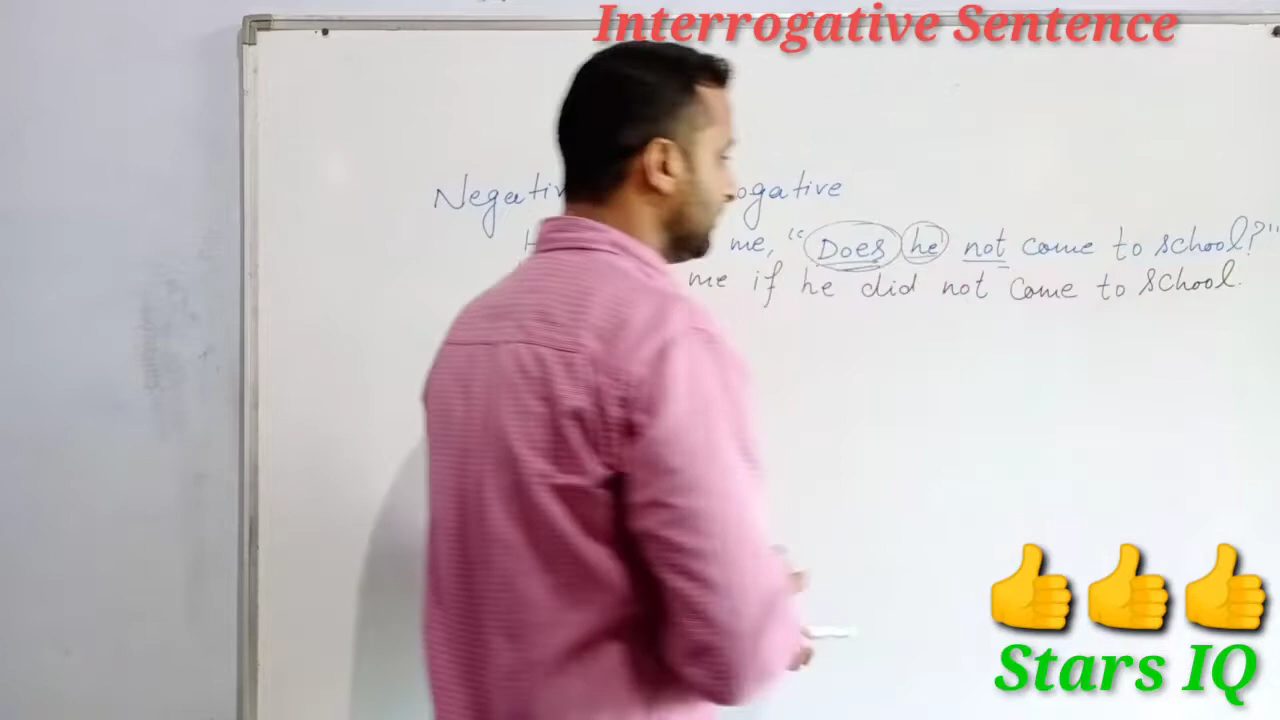 Interrogative Sentence
Negativ ogative
me, “Does he not come to school?”
me if he did not come to school.
Stars IQ